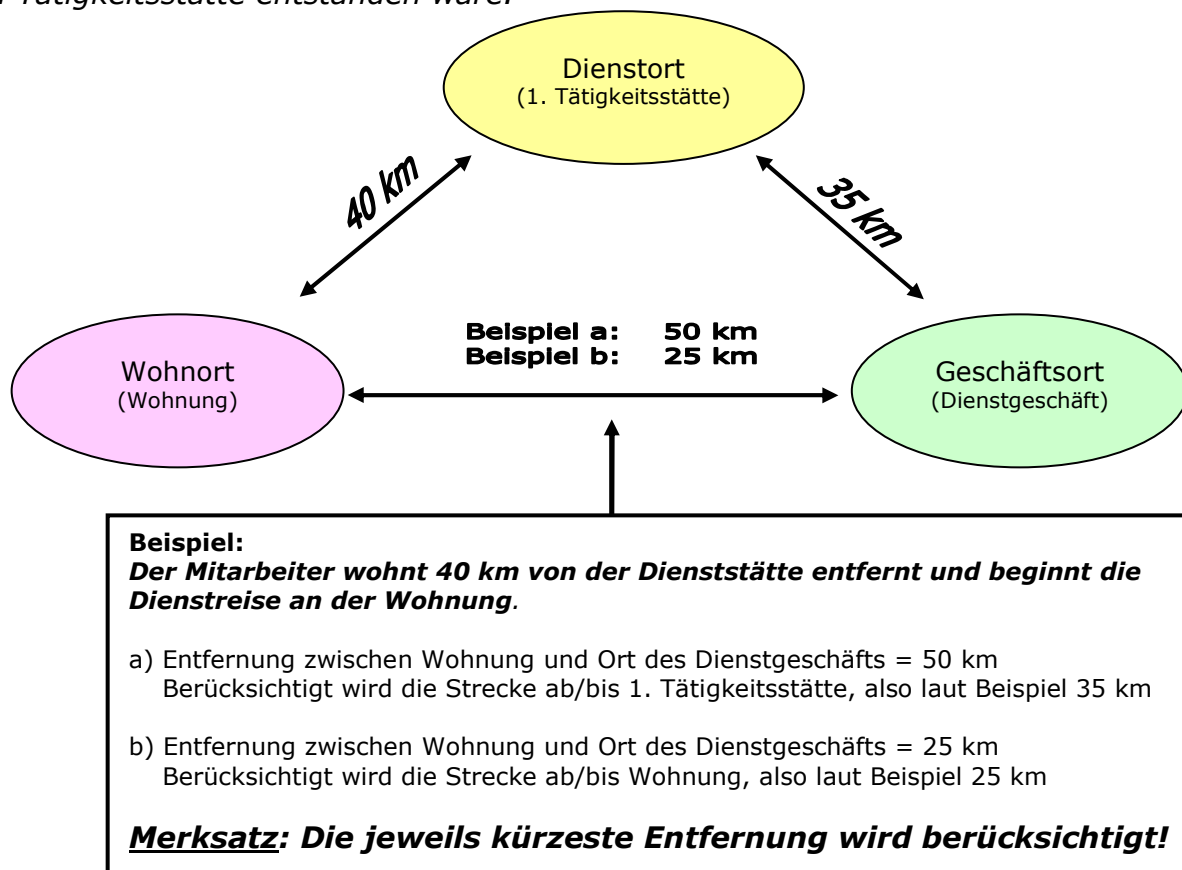 Tätigkeitsstätte entstanden wäre.
Dienstort
(1. Tätigkeitsstätte)
40 km
35 km
Beispiel a: 50 km
Beispiel b: 25 km
Wohnort
(Wohnung)
Geschäftsort
(Dienstgeschäft)
Beispiel:
Der Mitarbeiter wohnt 40 km von der Dienststätte entfernt und beginnt die
Dienstreise an der Wohnung.
a) Entfernung zwischen Wohnung und Ort des Dienstgeschäfts = 50 km
Berücksichtigt wird die Strecke ab/bis 1. Tätigkeitsstätte, also laut Beispiel 35 km
b) Entfernung zwischen Wohnung und Ort des Dienstgeschäfts = 25 km
Berücksichtigt wird die Strecke ab/bis Wohnung, also laut Beispiel 25 km
Merksatz: Die jeweils kürzeste Entfernung wird berücksichtigt!